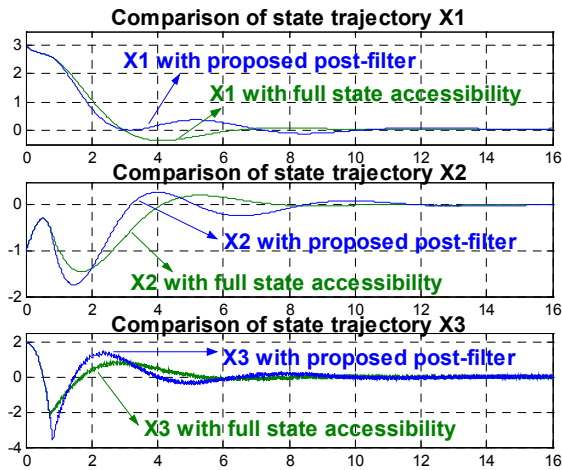 Comparison of state trajectory X1
3
2
1
0
X1 with proposed post-filter
X1 with full state accessibility
0 2 4 6 8 10 12 14 16
Comparison of state trajectory X2
0
-1
-2
X2 with proposed post-filter
X2 with full state accessibility
0 2 4 6 8 10 12 14 16
Comparison of state trajectory X3
2
0
-2
-4
X3 with proposed post-filter
X3 with full state accessibility
0 2 4 6 8 10 12 14 16